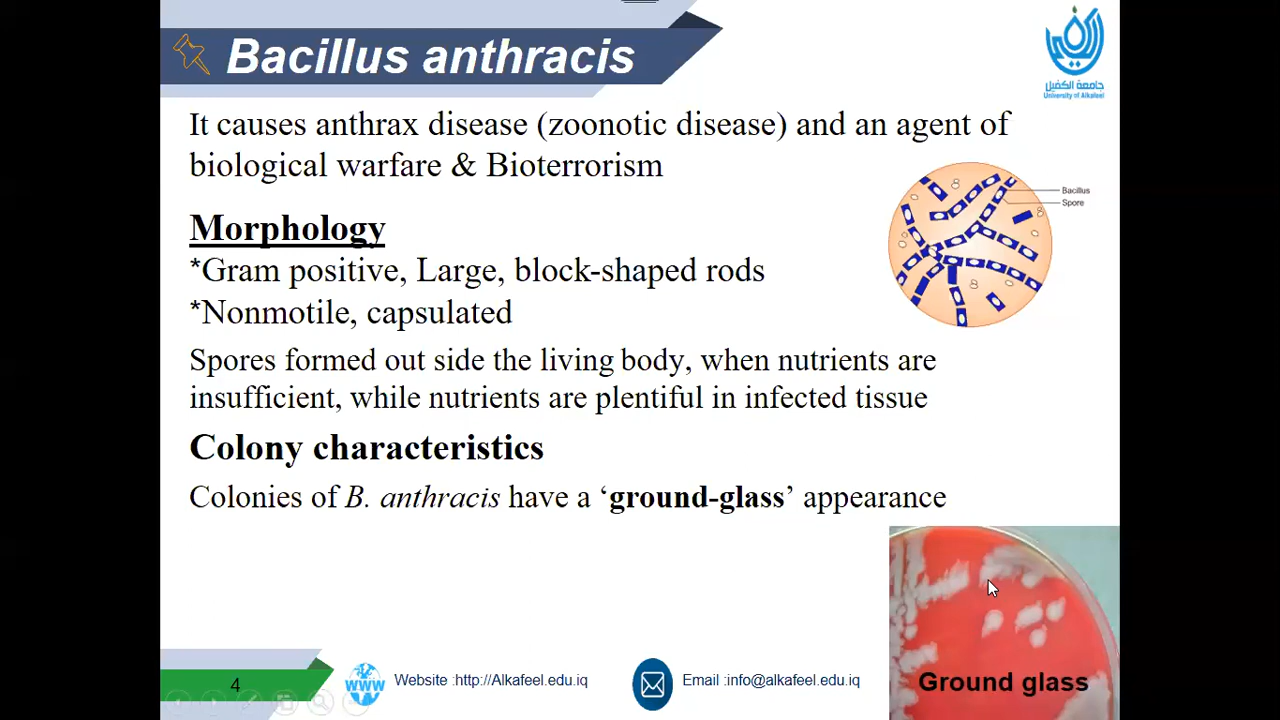 Bacillus anthracis
جامعة الكفيل
University of Alkafeel
It causes anthrax disease (zoonotic disease) and an agent of
biological warfare & Bioterrorism
Bacillus
Spore
Morphology
*Gram positive, Large, block-shaped rods
*Nonmotile, capsulated
Spores formed out side the living body, when nutrients are
insufficient, while nutrients are plentiful in infected tissue
Colony characteristics
Colonies of B. anthracis have a ‘ground-glass’ appearance
Ground glass
4
WWW
Website :http://Alkafeel.edu.iq
Email :info@alkafeel.edu.iq